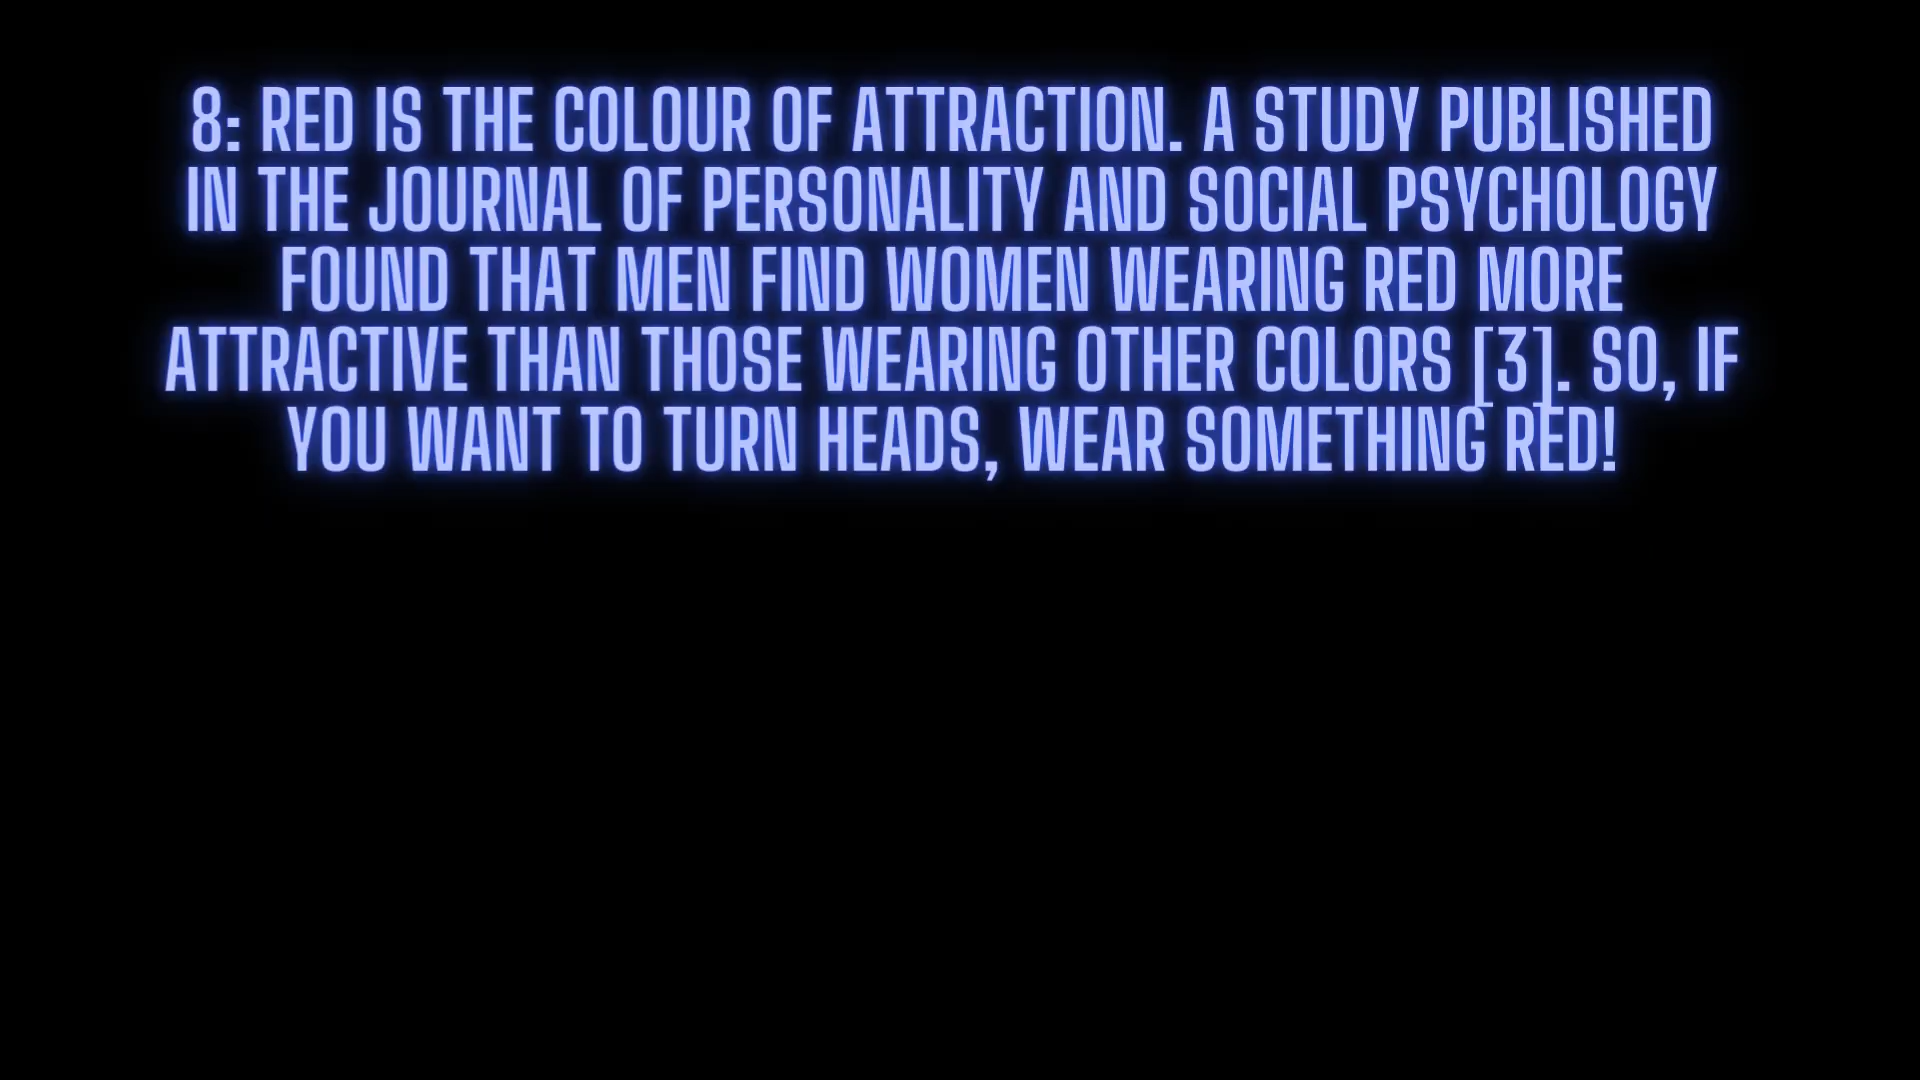 8: RED IS THE COLOUR OF ATTRACTION. A STUDY PUBLISHED
IN THE JOURNAL OF PERSONALITY AND SOCIAL PSYCHOLOGY
FOUND THAT MEN FIND WOMEN WEARING RED MORE
ATTRACTIVE THAN THOSE WEARING OTHER COLORS [3]. SO, IF
YOU WANT TO TURN HEADS, WEAR SOMETHING RED!